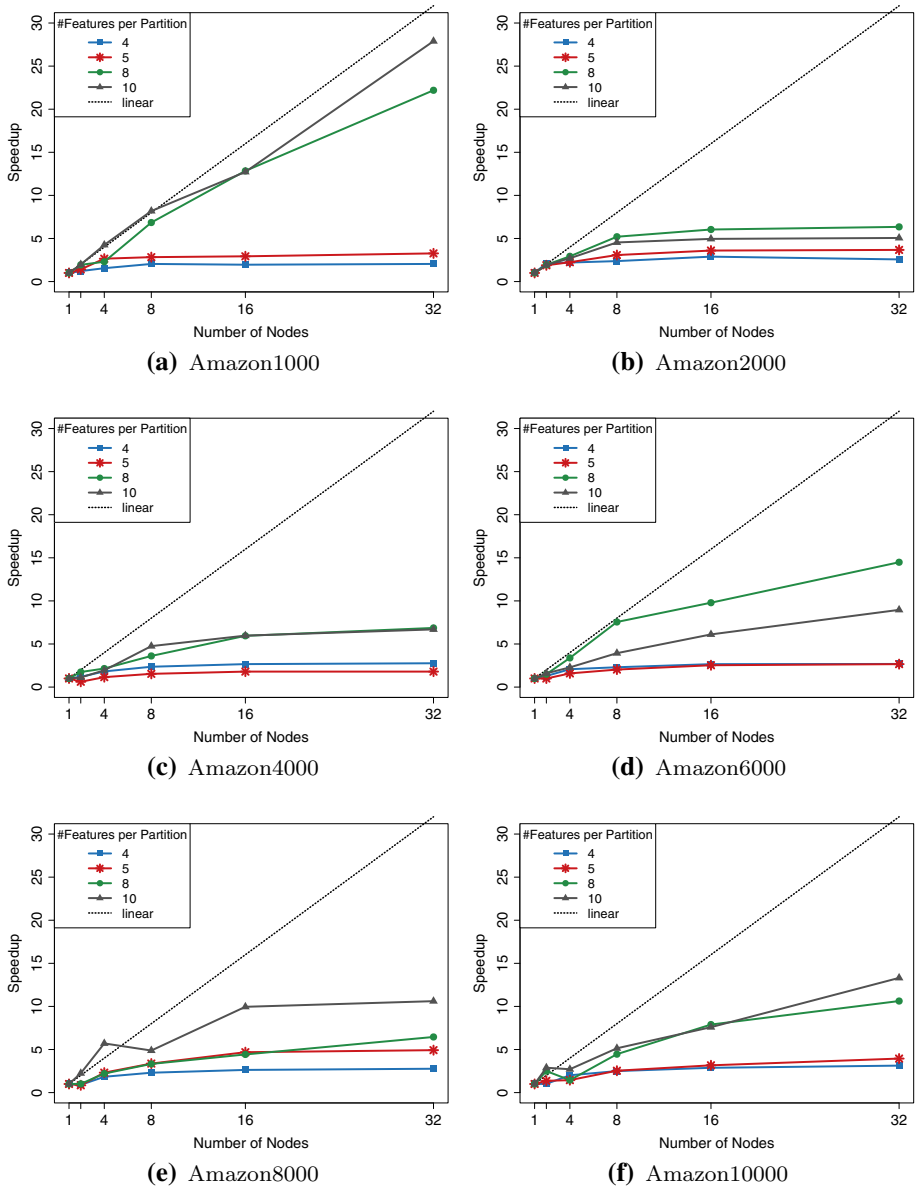 #Features per Partition
4
5
8
10
linear
Speedup
0 5 10 15 20 25 30
1 4 8 16 32
Number of Nodes
(a) Amazon1000
#Features per Partition
4
5
8
10
linear
Speedup
0 5 10 15 20 25 30
1 4 8 16 32
Number of Nodes
(b) Amazon2000
#Features per Partition
4
5
8
10
linear
Speedup
0 5 10 15 20 25 30
1 4 8 16 32
Number of Nodes
(c) Amazon4000
#Features per Partition
4
5
8
10
linear
Speedup
0 5 10 15 20 25 30
1 4 8 16 32
Number of Nodes
(d) Amazon6000
#Features per Partition
4
5
8
10
linear
Speedup
0 5 10 15 20 25 30
1 4 8 16 32
Number of Nodes
(e) Amazon8000
#Features per Partition
4
5
8
10
linear
Speedup
0 5 10 15 20 25 30
1 4 8 16 32
Number of Nodes
(f) Amazon10000